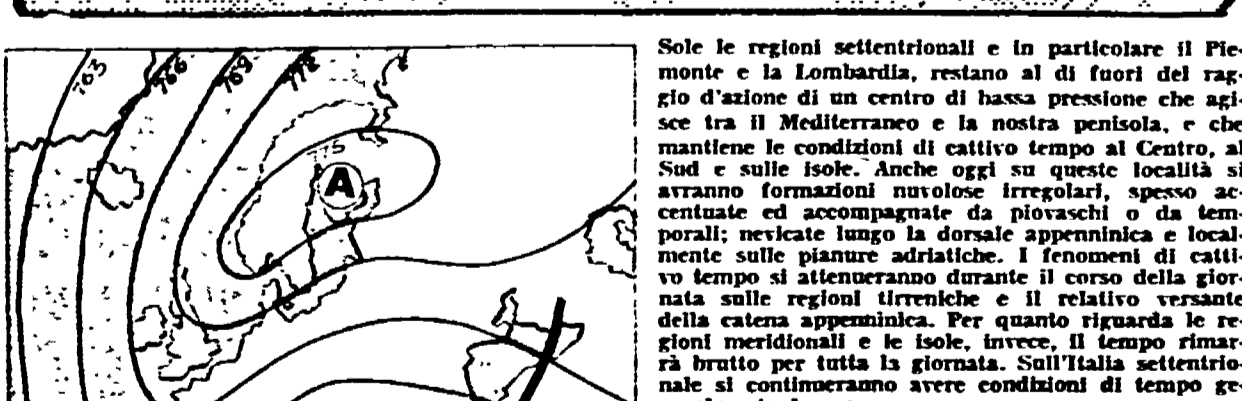 763 766 769 772
775
A
Sole le regioni settentrionali e in particolare il Pie-
monte e la Lombardia, restano al di fuori del rag-
gio d'azione di un centro di bassa pressione che agi-
sce tra il Mediterraneo e la nostra penisola, e che
mantiene le condizioni di cattivo tempo al Centro, al
Sud e sulle isole. Anche oggi su queste località si
avranno formazioni nuvolose irregolari, spesso ac-
centuate ed accompagnate da piovaschi o da tem-
porali; nevicate lungo la dorsale appenninica e local-
mente sulle pianure adriatiche. I fenomeni di catti-
vo tempo si attenueranno durante il corso della gior-
nata sulle regioni tirreniche e il relativo versante
della catena appenninica. Per quanto riguarda le re-
gioni meridionali e le isole, invece, il tempo rimar-
rà brutto per tutta la giornata. Sull'Italia settentrio-
nale si continueranno avere condizioni di tempo ge-